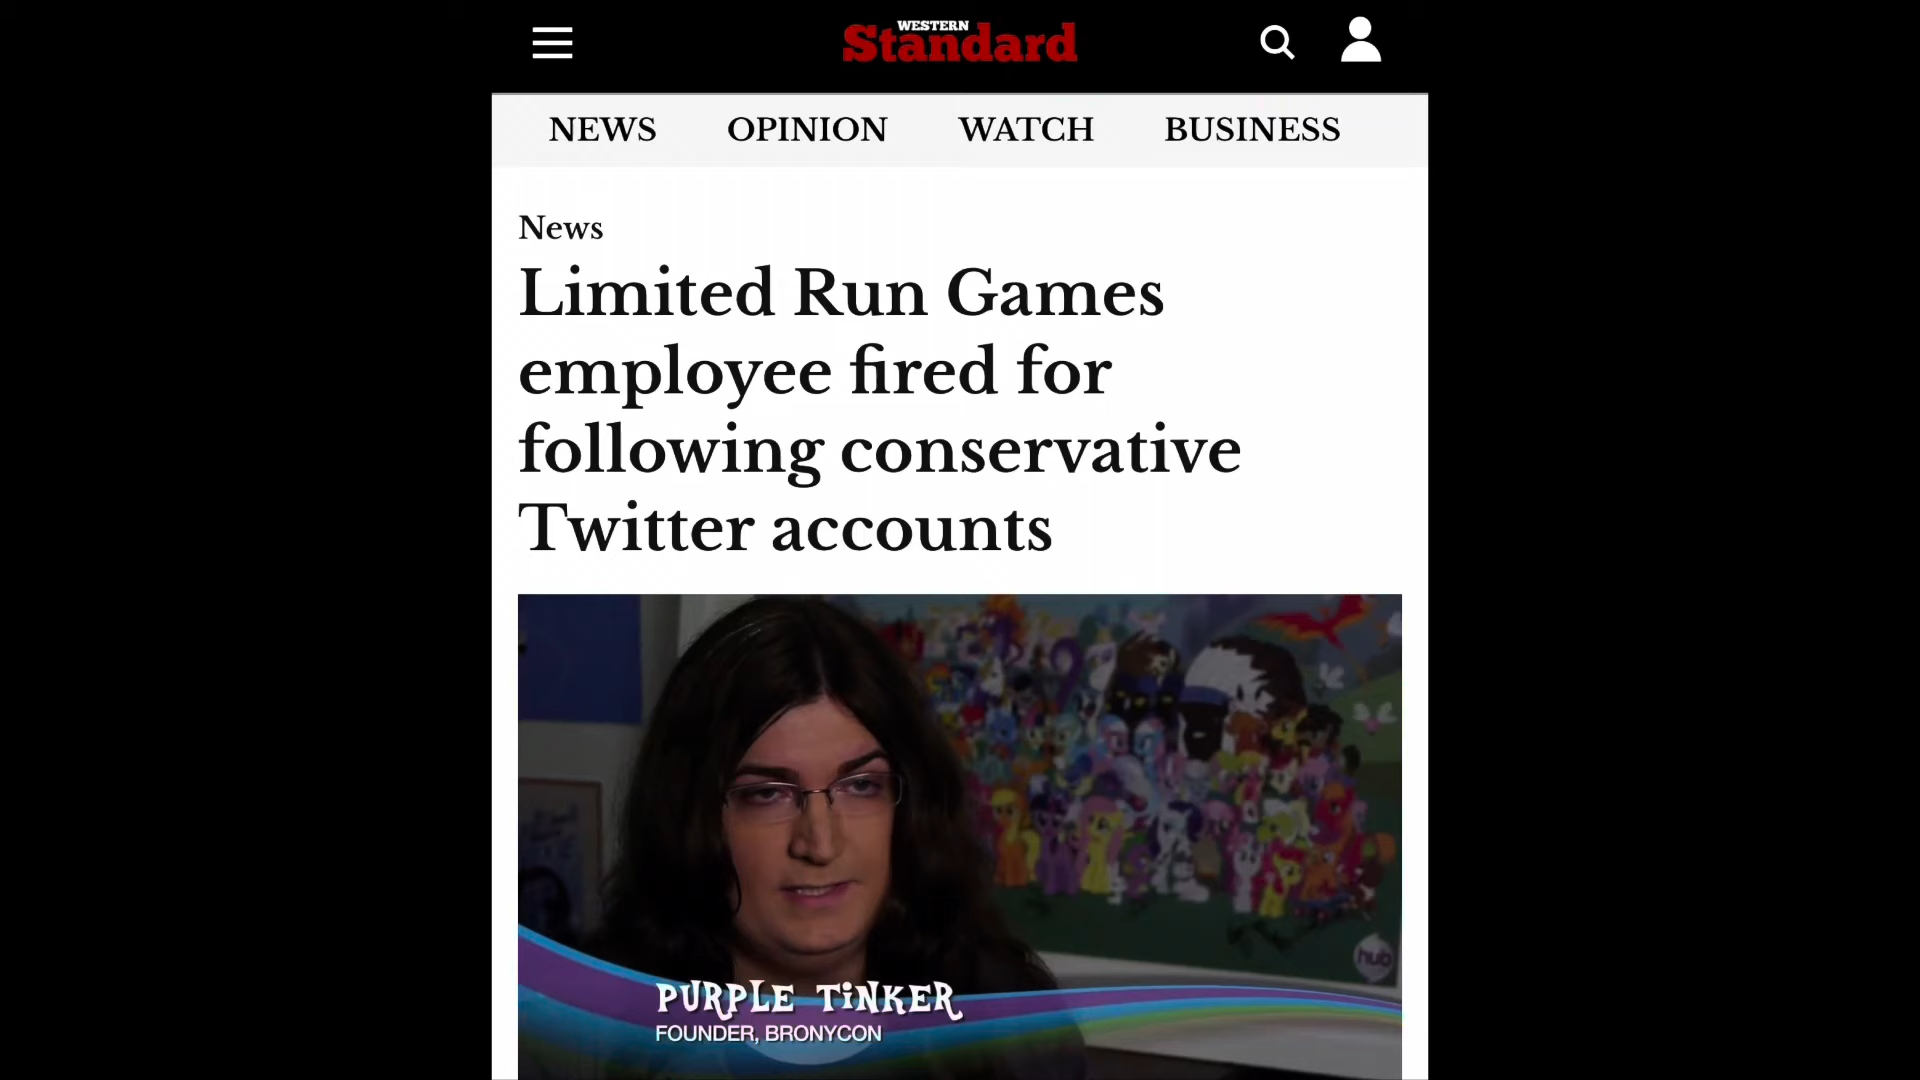 WESTERN
Standard
NEWS OPINION WATCH BUSINESS
News
Limited Run Games
employee fired for
following conservative
Twitter accounts
hub
PURPLE TiNKER
FOUNDER, BRONYCON